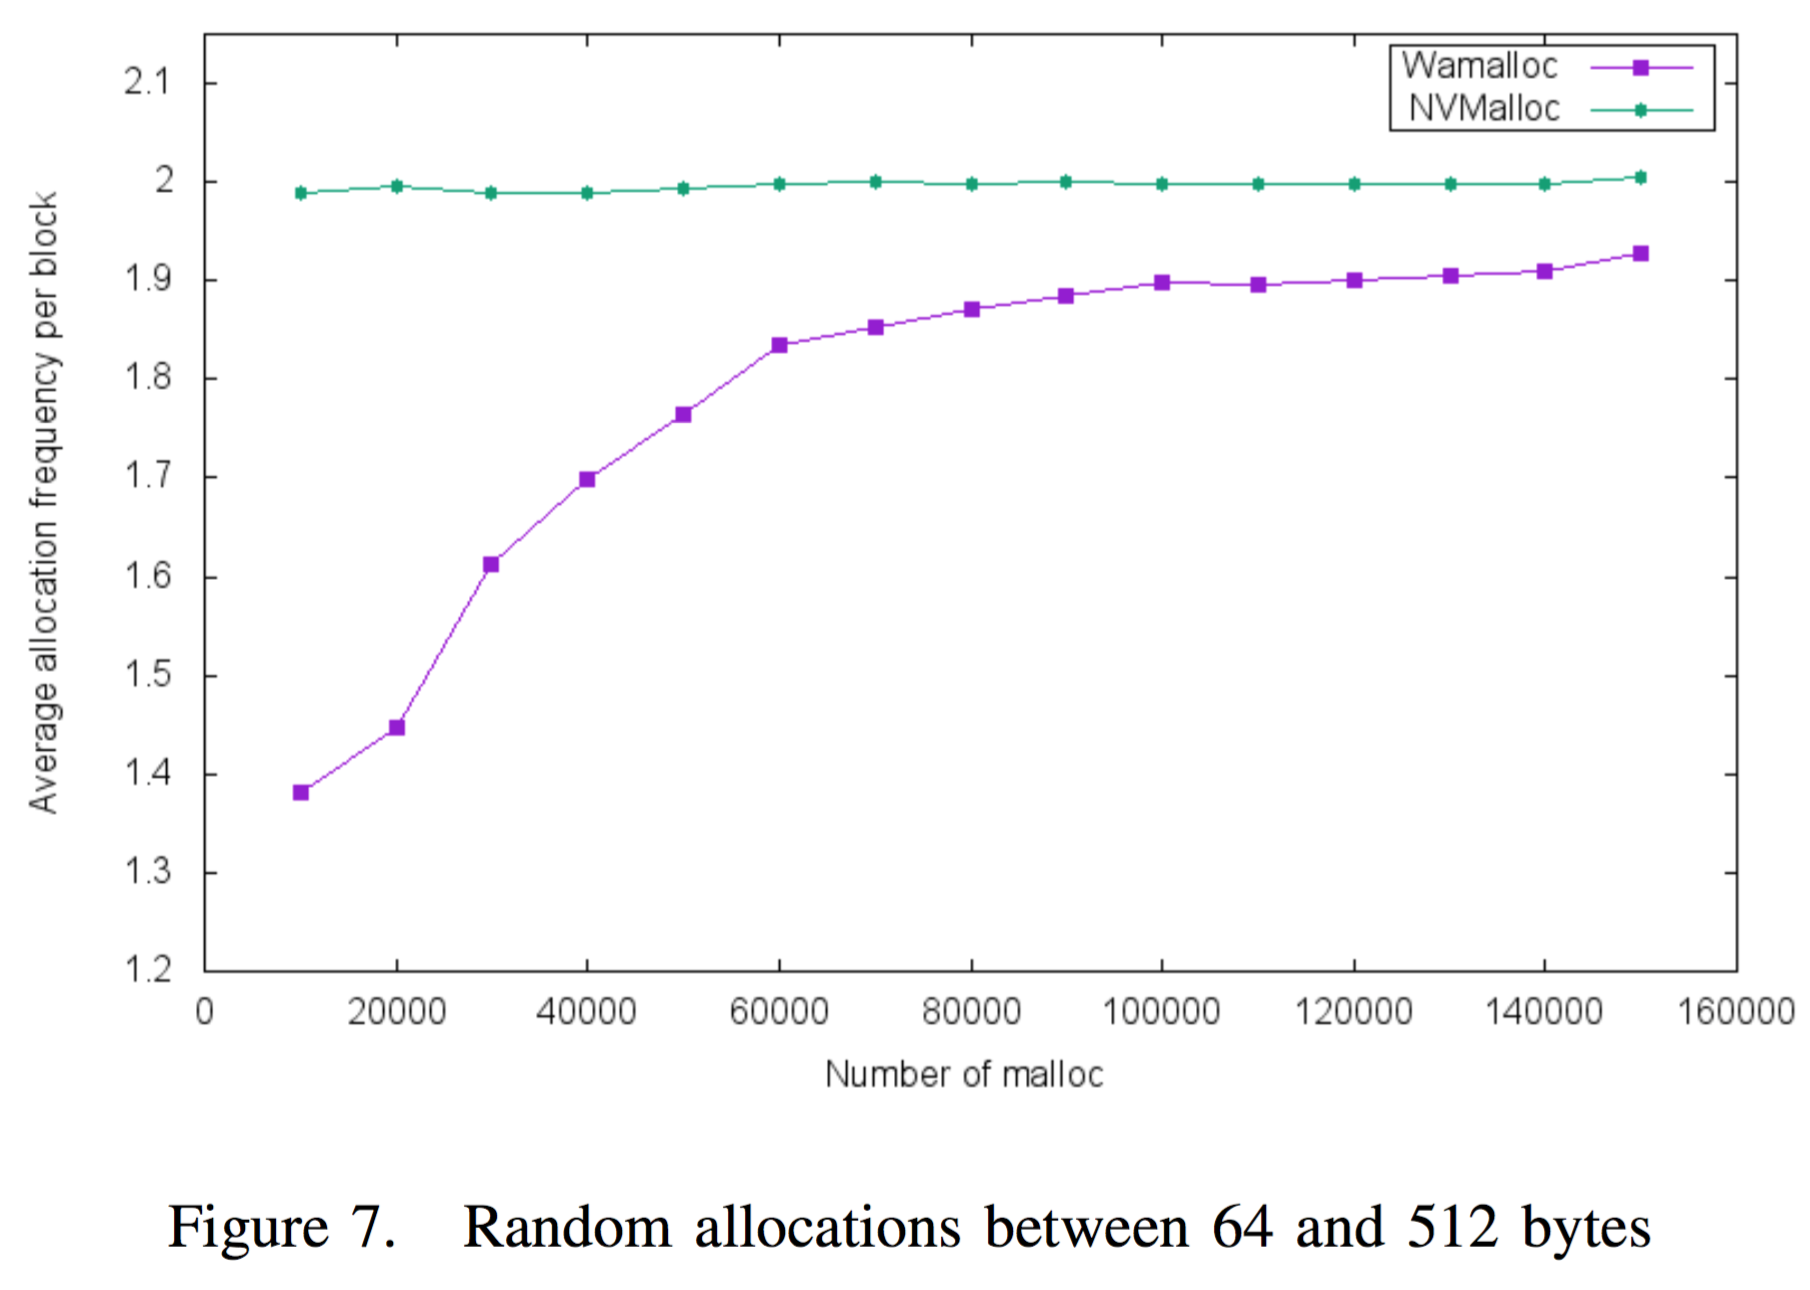 Wamalloc
NVMalloc
2.1
2
1.9
1.8
1.7
1.6
1.5
1.4
1.3
1.2
Average allocation frequency per block
0 20000 40000 60000 80000 100000 120000 140000 160000
Number of malloc
Figure 7. Random allocations between 64 and 512 bytes